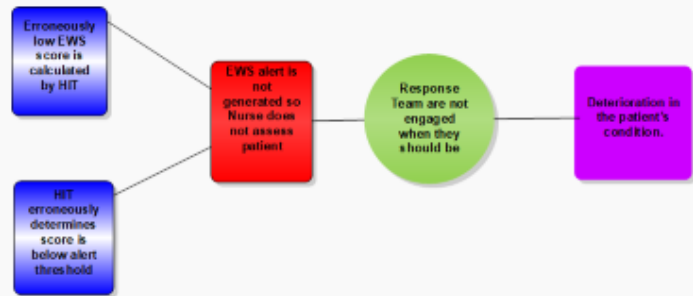 Erroneously
low EWS
score is
calculated
by HIT
EWS alert is
not
generated so
Nurse does
not assess
patient
Response
Team are not
engaged
when they
should be
Deterioration in
the patient's
condition.
HIT
erroneously
determines
score is
below alert
threshold